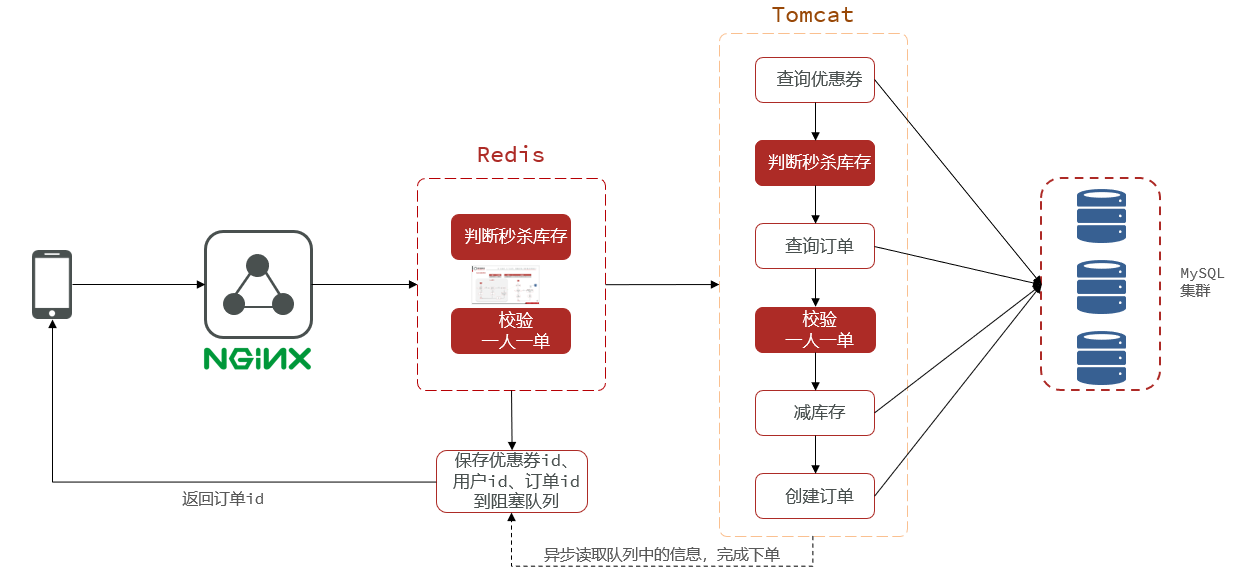 Tomcat
查询优惠券
判断秒杀库存
查询订单
校验
一人一单
减库存
创建订单
Redis
判断秒杀库存
校验
一人一单
NGINX
MySQL
集群
保存优惠券id、
用户id、订单id
到阻塞队列
返回订单id
异步读取队列中的信息，完成下单